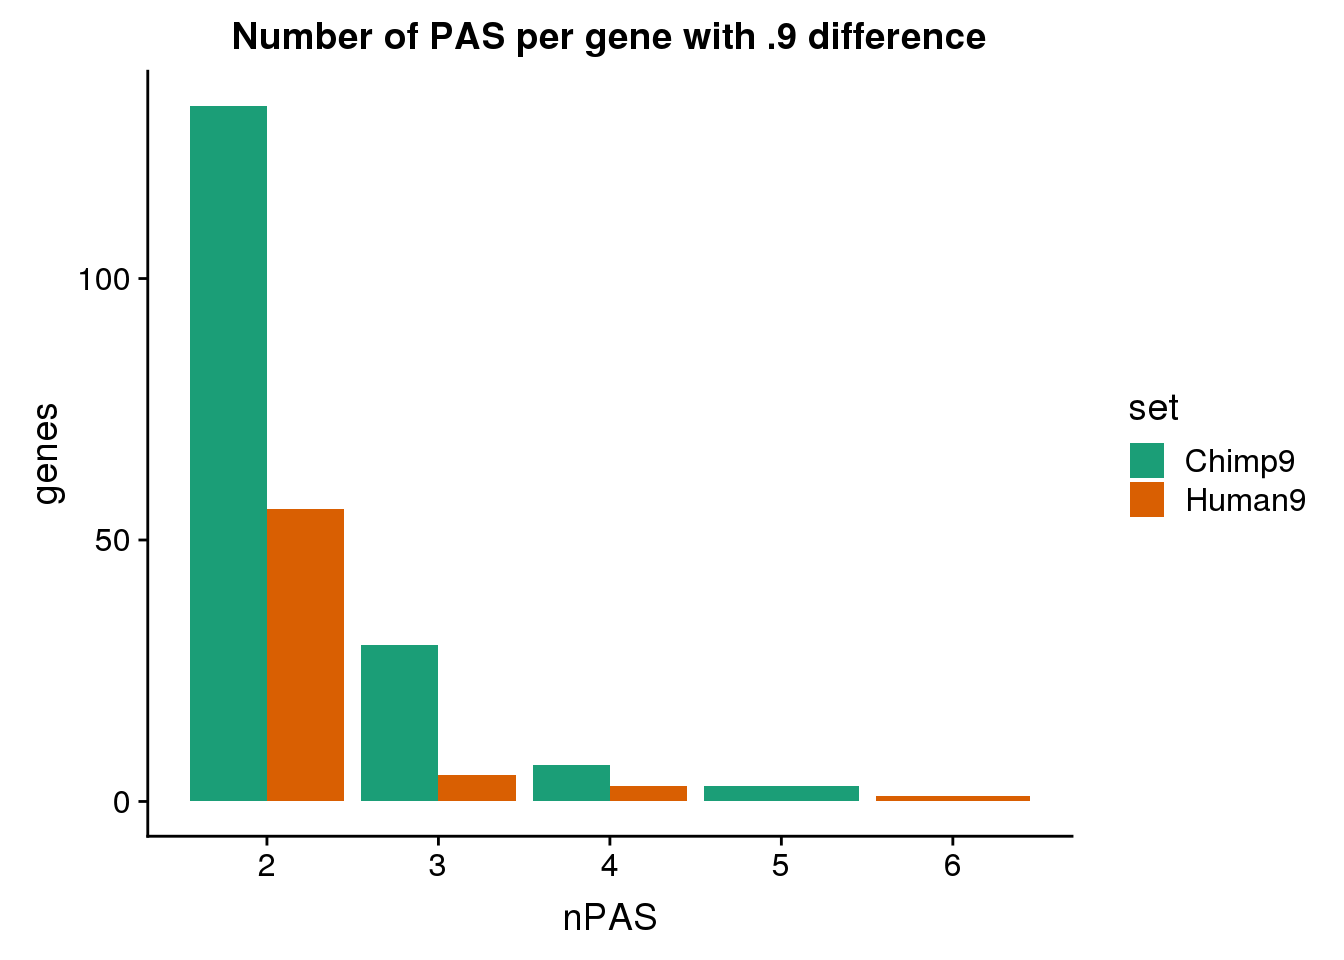 Number of PAS per gene with .9 difference
genes
100
50
0
2 3 4 5 6
nPAS
set
Chimp9
Human9